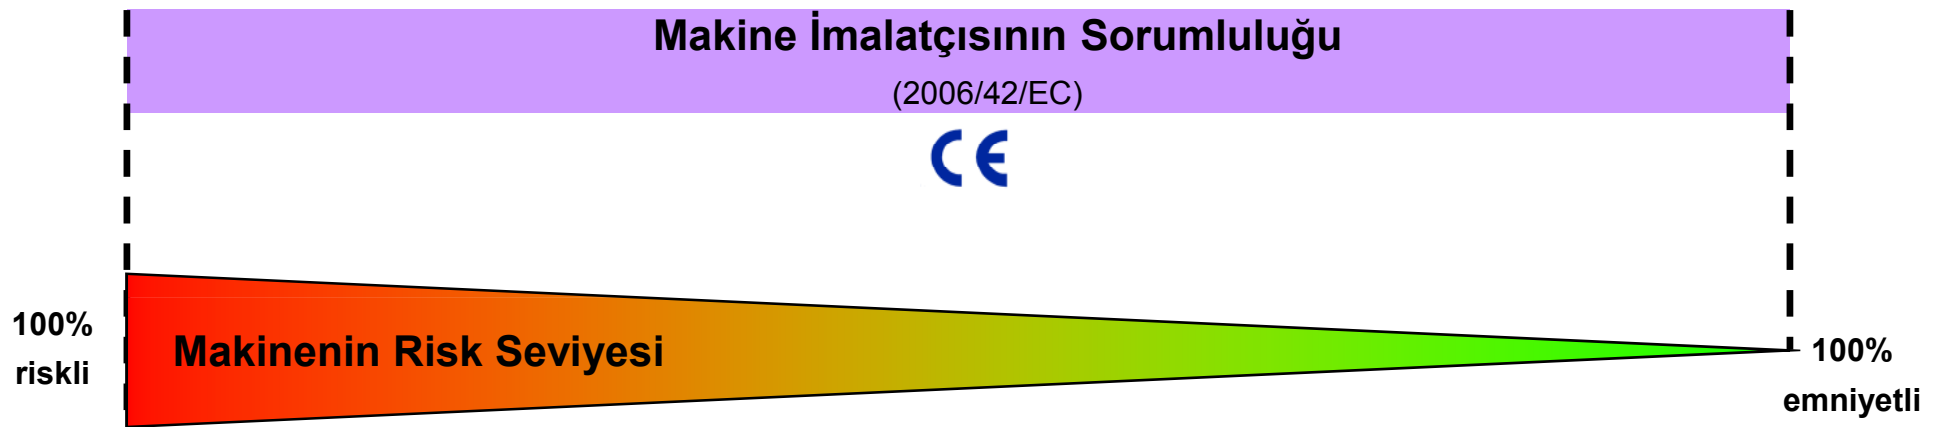 Makine İmalatçısının Sorumluluğu
(2006/42/EC)
CE
100%
riskli
Makinenin Risk Seviyesi
100%
emniyetli